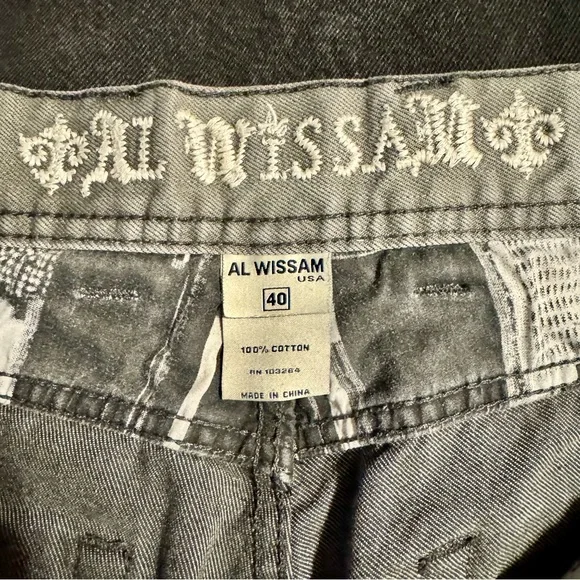 AL WISSAM
AL WISSAM
USA
40
100% COTTON
RN 103264
MADE IN CHINA